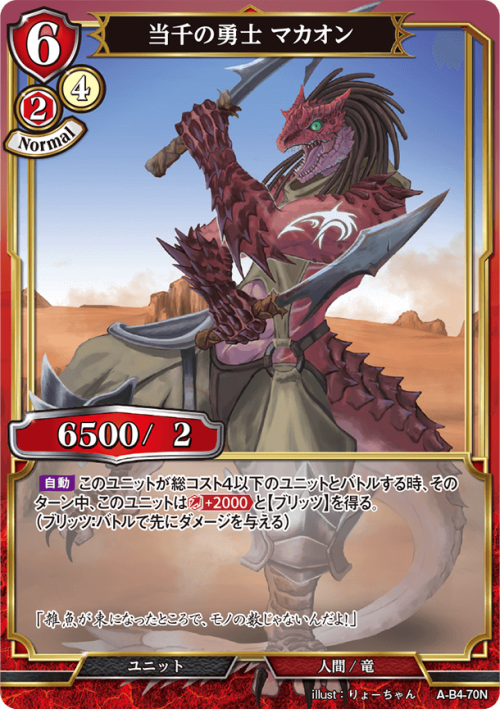 6
当千の勇士 マカオン
2
4
Normal
6500/ 2
自動 このユニットが総コスト4以下のユニットとバトルする時、その
ターン中、このユニットは+2000と【ブリッツ】を得る。
(ブリッツ:バトルで先にダメージを与える)
「雑魚が束になったところで、モノの数じゃないんだよ!」
ユニット
人間 / 竜
illust:りょーちゃん
A-B4-70N